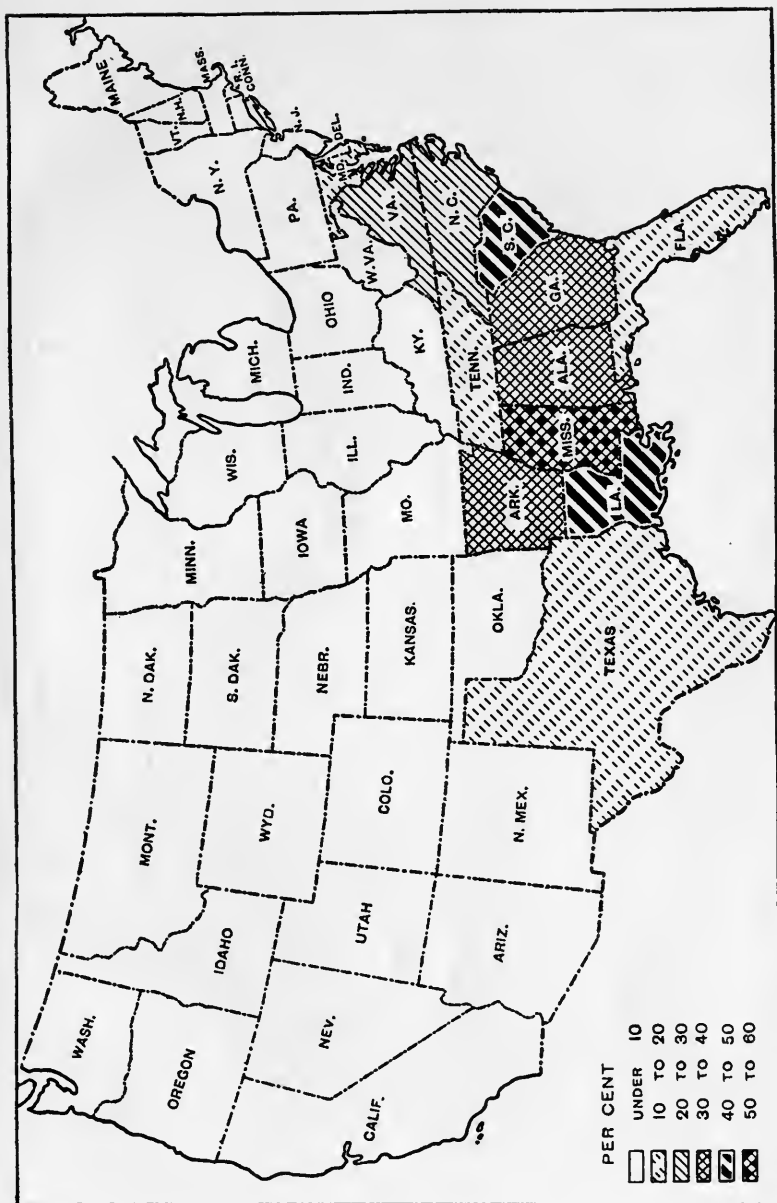 WASH.
OREGON
CALIF.
NEV.
IDAHO
MONT.
WYO.
UTAH
ARIZ.
COLO.
N. MEX.
N. DAK.
S. DAK.
NEBR.
KANSAS.
OKLA.
TEXAS
MINN.
IOWA
MO.
ARK.
LA.
WIS.
ILL.
MICH.
IND.
OHIO
KY.
TENN.
MISS.
ALA.
GA.
FLA.
S. C.
N. C.
VA.
W. VA.
MD.
DEL.
PA.
N. J.
N. Y.
VT.
N.H.
MAINE
MASS.
R. I.
CONN.
PER CENT
UNDER 10
10 TO 20
20 TO 30
30 TO 40
40 TO 50
50 TO 60